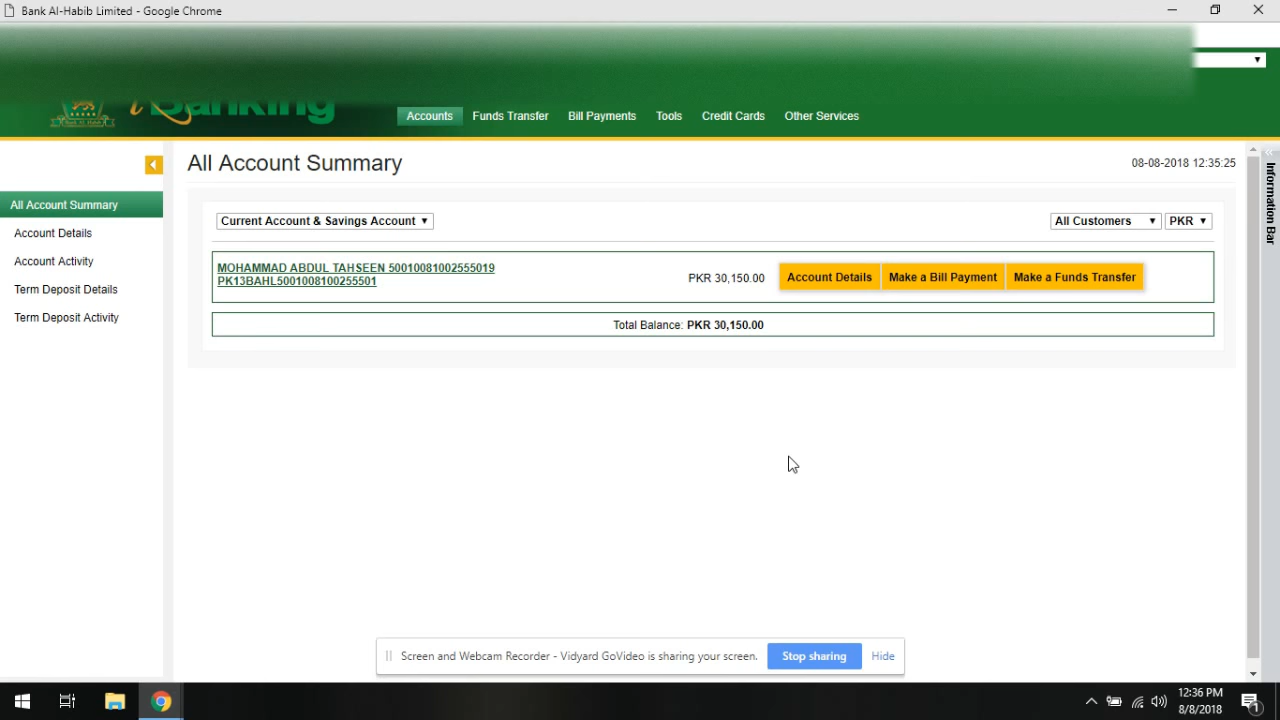 Bank Al-Habib Limited - Google Chrome
iBanking
Accounts Funds Transfer Bill Payments Tools Credit Cards Other Services
All Account Summary
08-08-2018 12:35:25
Information Bar
All Account Summary
Account Details
Account Activity
Term Deposit Details
Term Deposit Activity
Current Account & Savings Account
All Customers PKR
MOHAMMAD ABDUL TAHSEEN 50010081002555019
PK13BAHL5001008100255501
PKR 30,150.00 Account Details Make a Bill Payment Make a Funds Transfer
Total Balance: PKR 30,150.00
Screen and Webcam Recorder - Vidyard GoVideo is sharing your screen. Stop sharing Hide
12:36 PM
8/8/2018
1